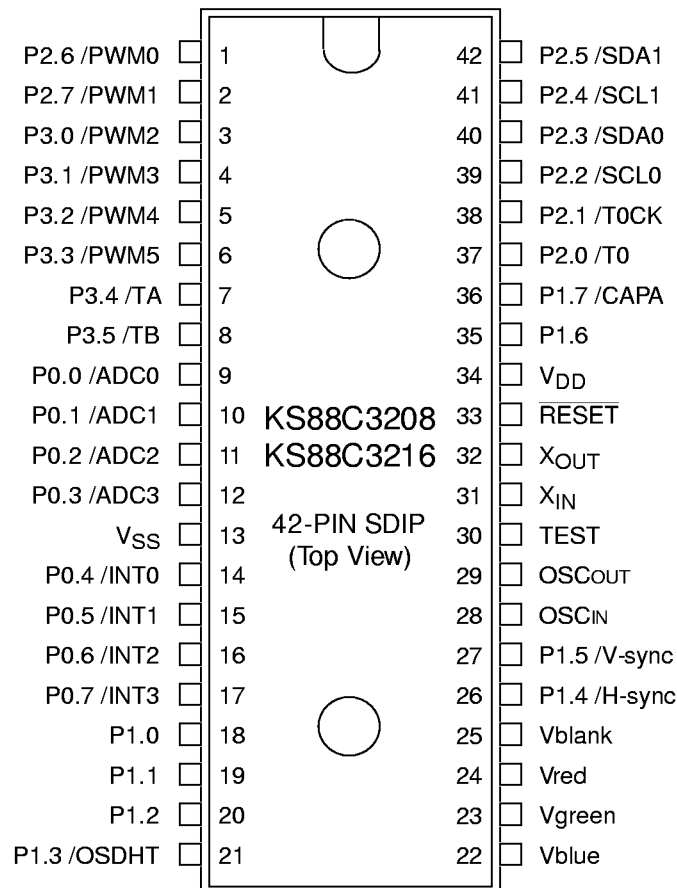 P2.6 /PWM0 1 42 P2.5 /SDA1
P2.7 /PWM1 2 41 P2.4 /SCL1
P3.0 /PWM2 3 40 P2.3 /SDA0
P3.1 /PWM3 4 39 P2.2 /SCL0
P3.2 /PWM4 5 38 P2.1 /T0CK
P3.3 /PWM5 6 37 P2.0 /T0
P3.4 /TA 7 36 P1.7 /CAPA
P3.5 /TB 8 35 P1.6
P0.0 /ADC0 9 34 VDD
P0.1 /ADC1 10 KS88C3208 33 RESET
P0.2 /ADC2 11 KS88C3216 32 XOUT
P0.3 /ADC3 12 31 XIN
VSS 13 42-PIN SDIP 30 TEST
(Top View)
P0.4 /INT0 14 29 OSCOUT
P0.5 /INT1 15 28 OSCIN
P0.6 /INT2 16 27 P1.5 /V-sync
P0.7 /INT3 17 26 P1.4 /H-sync
P1.0 18 25 Vblank
P1.1 19 24 Vred
P1.2 20 23 Vgreen
P1.3 /OSDHT 21 22 Vblue